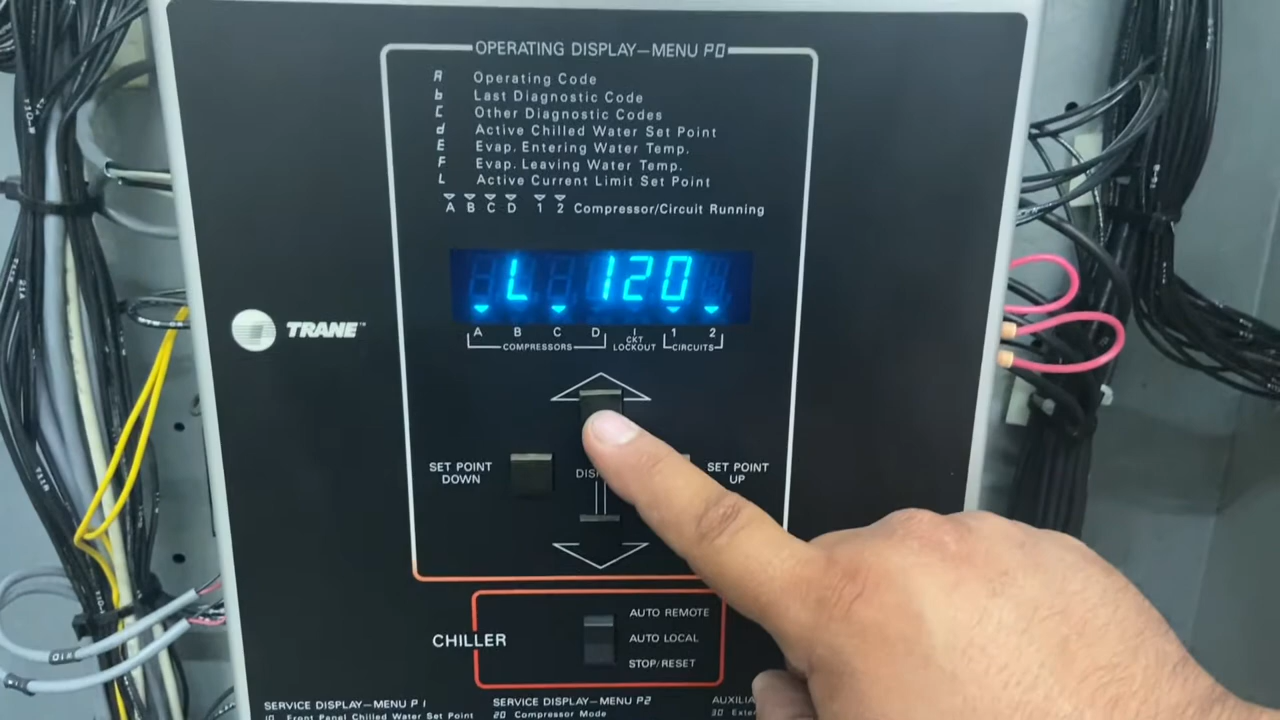 OPERATING DISPLAY—MENU P0
A Operating Code
b Last Diagnostic Code
C Other Diagnostic Codes
d Active Chilled Water Set Point
E Evap. Entering Water Temp.
F Evap. Leaving Water Temp.
L Active Current Limit Set Point
A B C D 1 2 Compressor/Circuit Running
L 120
A B C D 1 2
COMPRESSORS
CKT LOCKOUT
CIRCUITS
TRANE™
SET POINT
DOWN
SET POINT
UP
CHILLER
AUTO REMOTE
AUTO LOCAL
STOP/RESET
SERVICE DISPLAY—MENU P1
10 Front Panel Chilled Water Set Point
SERVICE DISPLAY—MENU P2
20 Compressor Mode